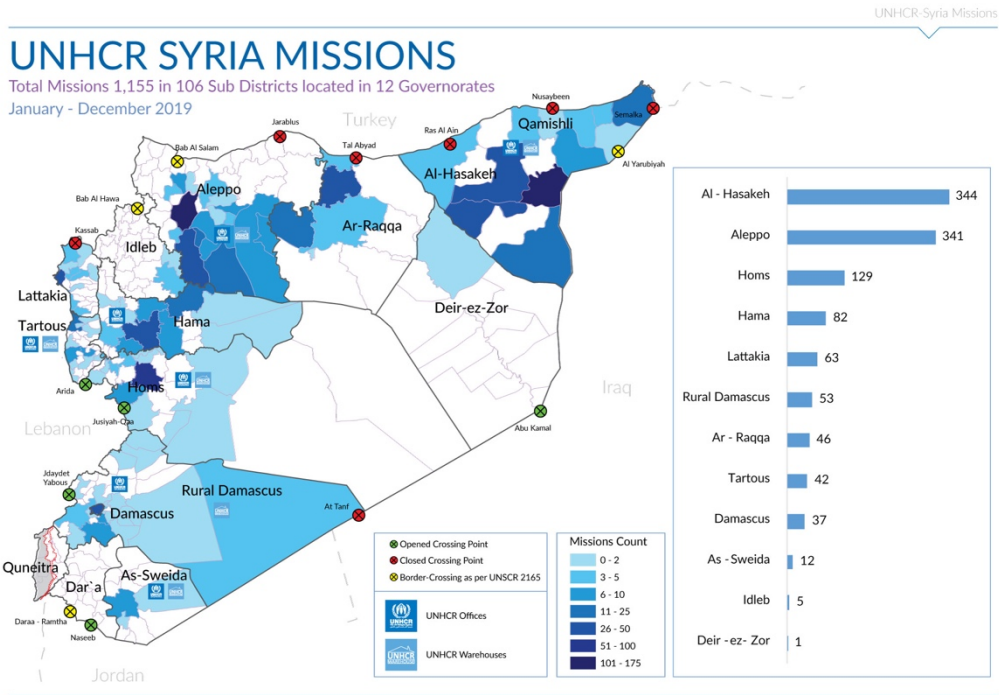 UNHCR-Syria Missions
UNHCR SYRIA MISSIONS
Total Missions 1,155 in 106 Sub Districts located in 12 Governorates
January - December 2019
Turkey
Nusaybeen
Jarablus
Ras Al Ain
Qamishli
Semalka
Bab Al Salam
Tal Abyad
Al Yarubiyah
Al-Hasakeh
Aleppo
Bab Al Hawa
Kassab
Idleb
Ar-Raqqa
Lattakia
Deir-ez-Zor
Tartous
Hama
Arida
Homs
Iraq
Jusiyah-Qaa
Abu Kamal
Lebanon
Jdaydet
Yabous
Rural Damascus
At Tanf
Damascus
Quneitra
As-Sweida
Dar`a
Daraa - Ramtha
Naseeb
Jordan
Opened Crossing Point
Closed Crossing Point
Border-Crossing as per UNSCR 2165
UNHCR
UNHCR Offices
UNHCR
WAREHOUSE
UNHCR Warehouses
Missions Count
0 - 2
3 - 5
6 - 10
11 - 25
26 - 50
51 - 100
101 - 175
Al - Hasakeh 344
Aleppo 341
Homs 129
Hama 82
Lattakia 63
Rural Damascus 53
Ar - Raqqa 46
Tartous 42
Damascus 37
As - Sweida 12
Idleb 5
Deir - ez- Zor 1